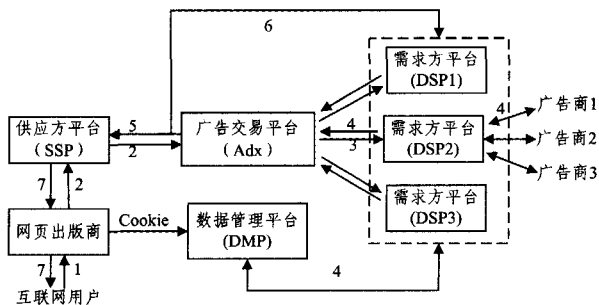 6
需求方平台
(DSP1)
供应方平台
（SSP）
5
2
广告交易平台
（Adx）
4
3
需求方平台
(DSP2)
4
广告商1
广告商2
广告商3
7
2
需求方平台
(DSP3)
网页出版商
Cookie
数据管理平台
(DMP)
4
7
1
互联网用户